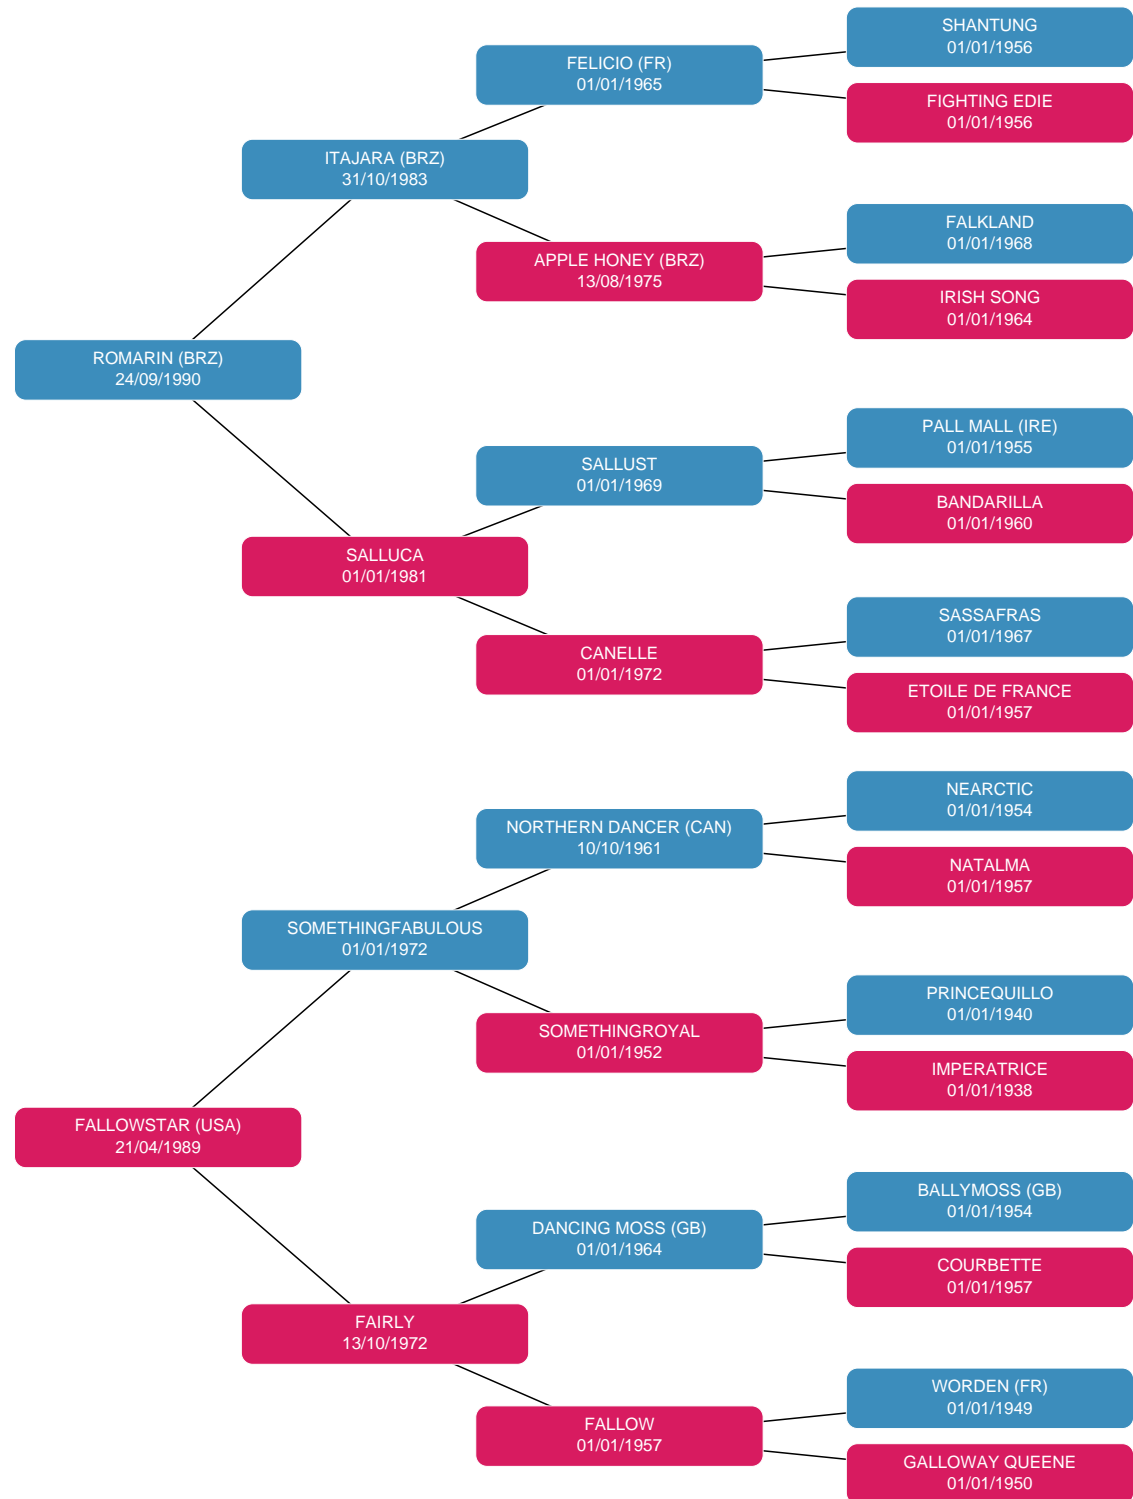 SHANTUNG
01/01/1956
FELICIO (FR)
01/01/1965
FIGHTING EDIE
01/01/1956
ITAJARA (BRZ)
31/10/1983
FALKLAND
01/01/1968
APPLE HONEY (BRZ)
13/08/1975
IRISH SONG
01/01/1964
ROMARIN (BRZ)
24/09/1990
PALL MALL (IRE)
01/01/1955
SALLUST
01/01/1969
BANDARILLA
01/01/1960
SALLUCA
01/01/1981
SASSAFRAS
01/01/1967
CANELLE
01/01/1972
ETOILE DE FRANCE
01/01/1957
NEARCTIC
01/01/1954
NORTHERN DANCER (CAN)
10/10/1961
NATALMA
01/01/1957
SOMETHINGFABULOUS
01/01/1972
PRINCEQUILLO
01/01/1940
SOMETHINGROYAL
01/01/1952
IMPERATRICE
01/01/1938
FALLOWSTAR (USA)
21/04/1989
BALLYMOSS (GB)
01/01/1954
DANCING MOSS (GB)
01/01/1964
COURBETTE
01/01/1957
FAIRLY
13/10/1972
WORDEN (FR)
01/01/1949
FALLOW
01/01/1957
GALLOWAY QUEENE
01/01/1950